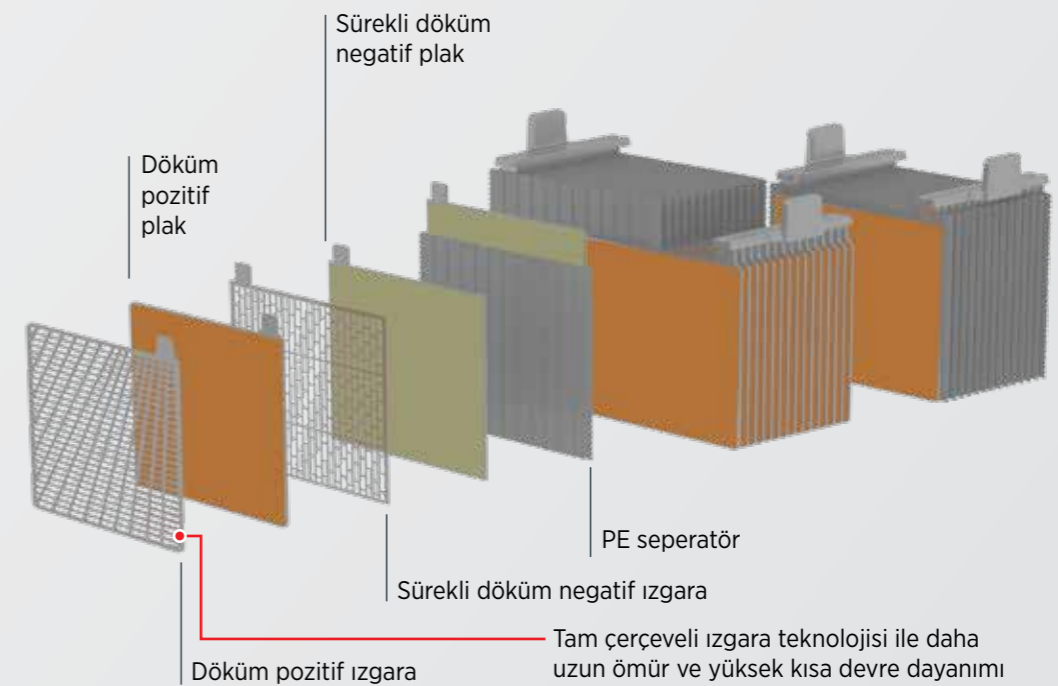 Sürekli döküm
negatif plak
Döküm
pozitif
plak
PE seperatör
Sürekli döküm negatif ızgara
Tam çerçeveli ızgara teknolojisi ile daha
uzun ömür ve yüksek kısa devre dayanımı
Döküm pozitif ızgara